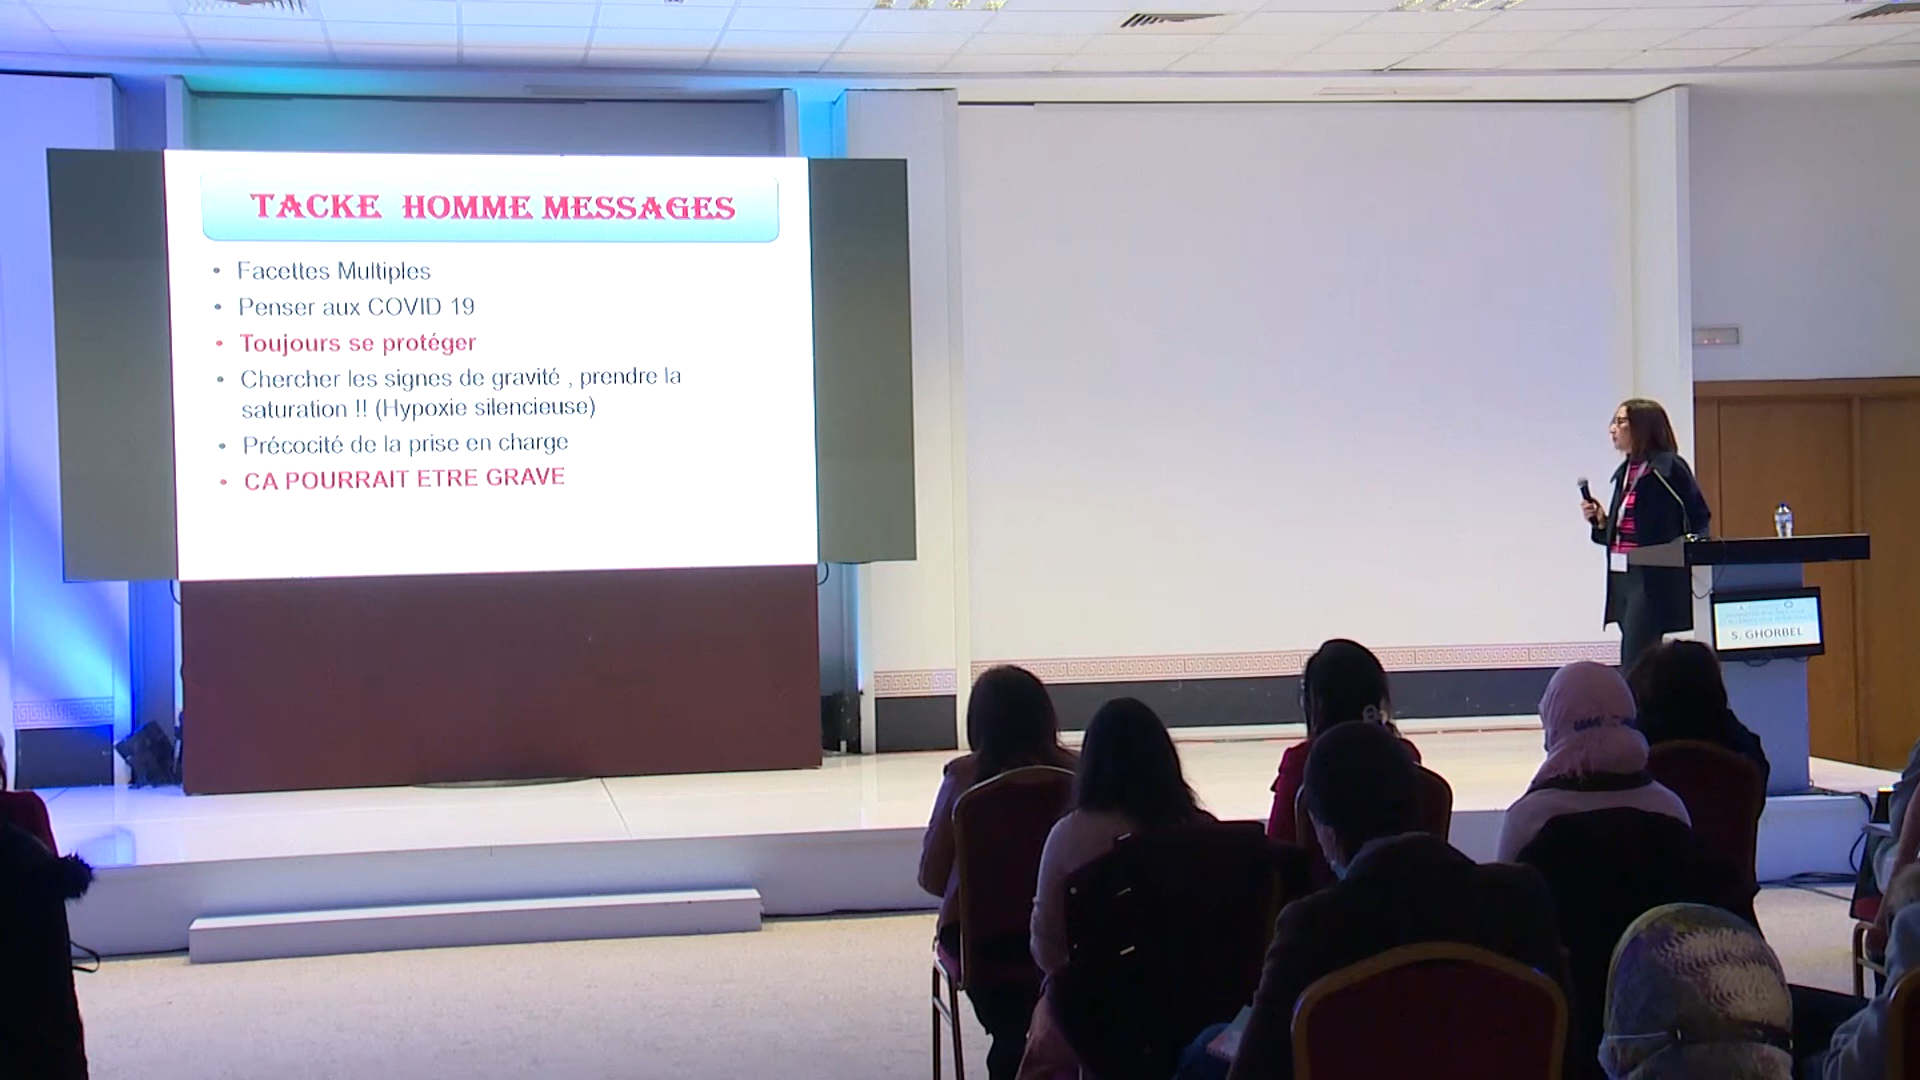 TACKE HOMME MESSAGES
• Facettes Multiples
• Penser aux COVID 19
• Toujours se protéger
• Chercher les signes de gravité , prendre la
saturation !! (Hypoxie silencieuse)
• Précocité de la prise en charge
• CA POURRAIT ETRE GRAVE
S. GHORBEL